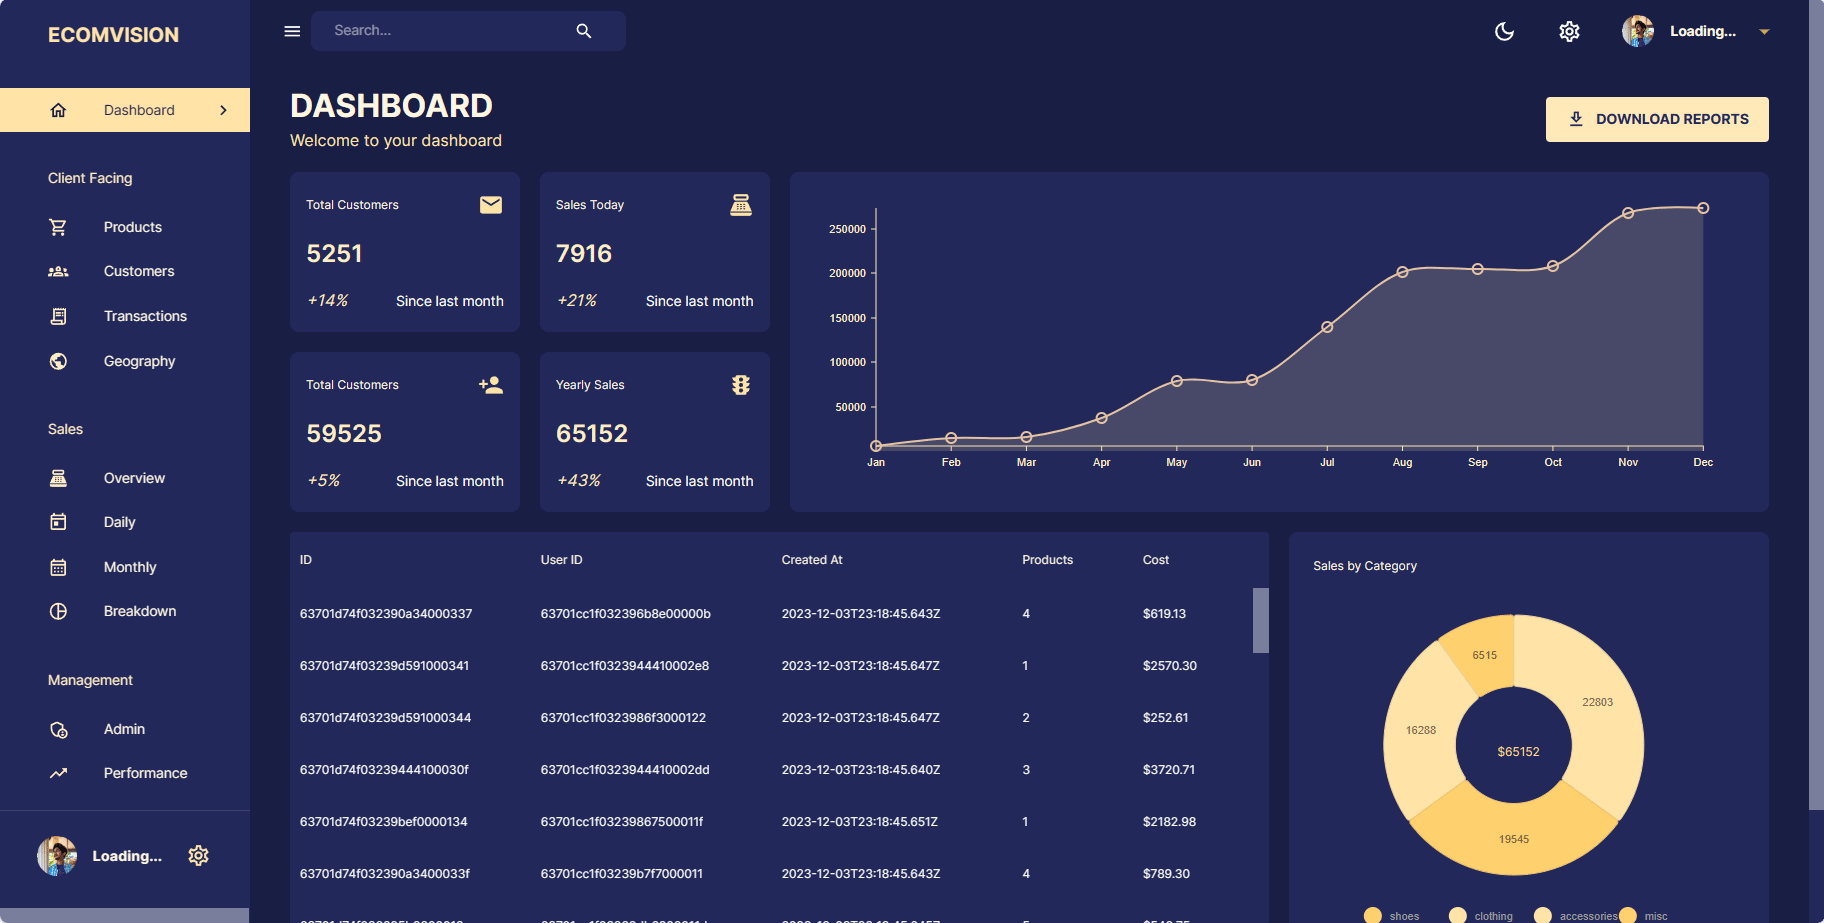 ECOMVISION
Search...
Loading...
Dashboard
DASHBOARD
Welcome to your dashboard
DOWNLOAD REPORTS
Client Facing
Products
Customers
Transactions
Geography
Sales
Overview
Daily
Monthly
Breakdown
Management
Admin
Performance
Loading...
Total Customers
5251
+14% Since last month
Sales Today
7916
+21% Since last month
Total Customers
59525
+5% Since last month
Yearly Sales
65152
+43% Since last month
250000
200000
150000
100000
50000
Jan Feb Mar Apr May Jun Jul Aug Sep Oct Nov Dec
ID User ID Created At Products Cost
63701d74f032390a34000337 63701cc1f032396b8e00000b 2023-12-03T23:18:45.643Z 4 $619.13
63701d74f03239d591000341 63701cc1f0323944410002e8 2023-12-03T23:18:45.647Z 1 $2570.30
63701d74f03239d591000344 63701cc1f0323986f3000122 2023-12-03T23:18:45.647Z 2 $252.61
63701d74f03239444100030f 63701cc1f0323944410002dd 2023-12-03T23:18:45.640Z 3 $3720.71
63701d74f03239bef0000134 63701cc1f03239867500011f 2023-12-03T23:18:45.651Z 1 $2182.98
63701d74f032390a3400033f 63701cc1f03239b7f7000011 2023-12-03T23:18:45.643Z 4 $789.30
Sales by Category
6515
22803
16288
$65152
19545
shoes clothing accessories misc